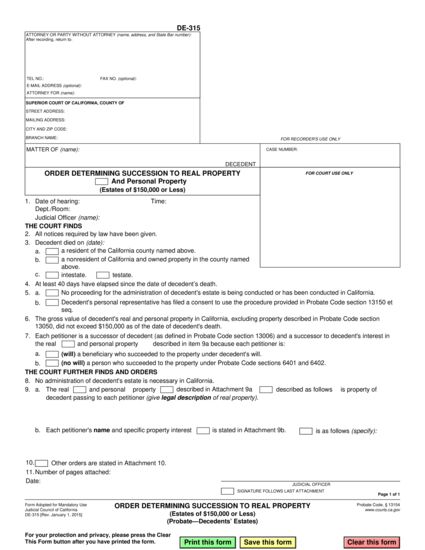 DE-315
ATTORNEY OR PARTY WITHOUT ATTORNEY (name, address, and State Bar number):
After recording, return to:
TEL NO.: FAX NO. (optional):
E-MAIL ADDRESS (optional):
ATTORNEY FOR (name):
SUPERIOR COURT OF CALIFORNIA, COUNTY OF
STREET ADDRESS:
MAILING ADDRESS:
CITY AND ZIP CODE:
BRANCH NAME:
FOR RECORDER'S USE ONLY
MATTER OF (name):
DECEDENT
CASE NUMBER:
ORDER DETERMINING SUCCESSION TO REAL PROPERTY
And Personal Property
(Estates of $150,000 or Less)
FOR COURT USE ONLY
1. Date of hearing: Time:
Dept./Room:
Judicial Officer (name):
THE COURT FINDS
2. All notices required by law have been given.
3. Decedent died on (date):
a. a resident of the California county named above.
b. a nonresident of California and owned property in the county named
above.
c. intestate. testate.
4. At least 40 days have elapsed since the date of decedent's death.
5. a. No proceeding for the administration of decedent's estate is being conducted or has been conducted in California.
b. Decedent's personal representative has filed a consent to use the procedure provided in Probate Code section 13150 et
seq.
6. The gross value of decedent's real and personal property in California, excluding property described in Probate Code section
13050, did not exceed $150,000 as of the date of decedent's death.
7. Each petitioner is a successor of decedent (as defined in Probate Code section 13006) and a successor to decedent's interest in
the real and personal property described in item 9a because each petitioner is:
a. (will) a beneficiary who succeeded to the property under decedent's will.
b. (no will) a person who succeeded to the property under Probate Code sections 6401 and 6402.
THE COURT FURTHER FINDS AND ORDERS
8. No administration of decedent's estate is necessary in California.
9. a. The real and personal property described in Attachment 9a described as follows is property of
decedent passing to each petitioner (give legal description of real property).
b. Each petitioner's name and specific property interest is stated in Attachment 9b. is as follows (specify):
10. Other orders are stated in Attachment 10.
11. Number of pages attached:
Date:
JUDICIAL OFFICER
SIGNATURE FOLLOWS LAST ATTACHMENT
Page 1 of 1
Form Adopted for Mandatory Use
Judicial Council of California
DE-315 [Rev. January 1, 2015]
ORDER DETERMINING SUCCESSION TO REAL PROPERTY
(Estates of $150,000 or Less)
(Probate—Decedents' Estates)
Probate Code, § 13154
www.courts.ca.gov
For your protection and privacy, please press the Clear
This Form button after you have printed the form.
Print this form
Save this form
Clear this form